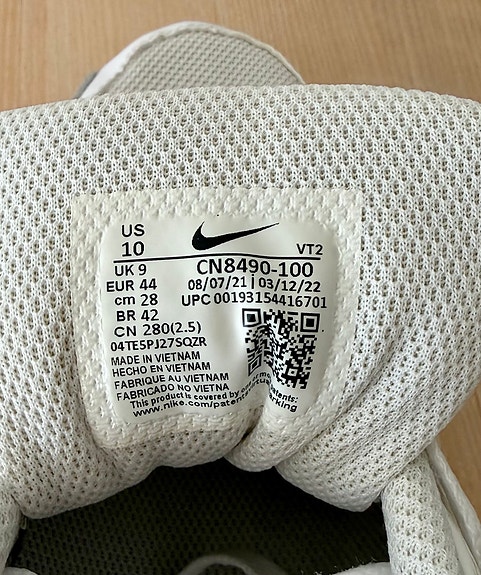 US
10
VT2
UK 9
CN8490-100
EUR 44
08/07/21 | 03/12/22
cm 28
UPC 00193154416701
BR 42
CN 280(2.5)
04TE5PJ27SQZR
MADE IN VIETNAM
HECHO EN VIETNAM
FABRIQUE AU VIETNAM
FABRICADO NO VIETNA
This product is covered by
www.nike.com/patent